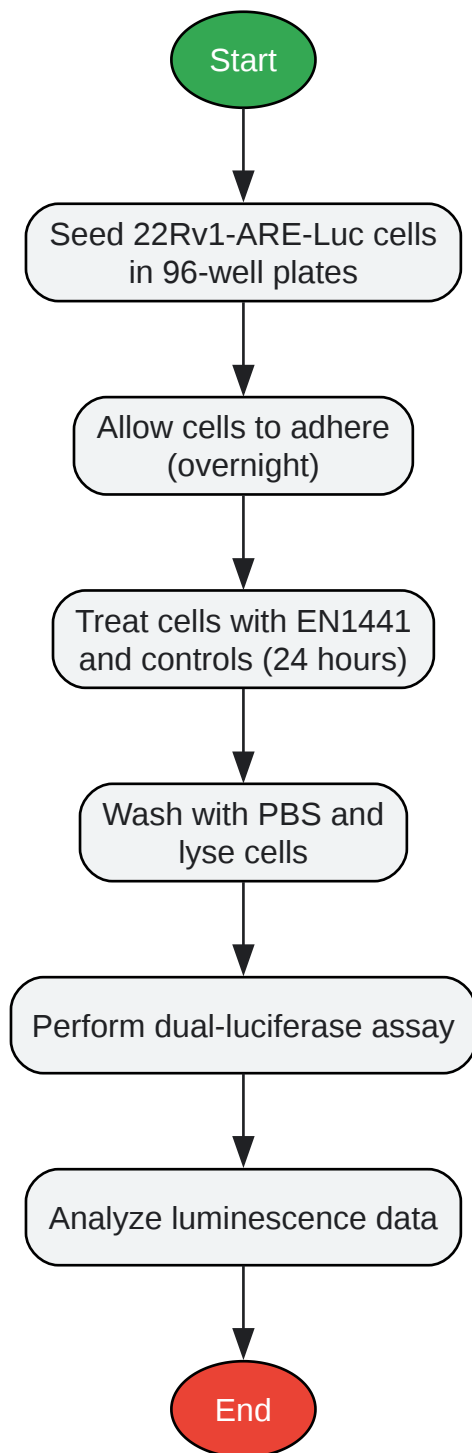 Start
Seed 22Rv1-ARE-Luc cells
in 96-well plates
Allow cells to adhere
(overnight)
Treat cells with EN1441
and controls (24 hours)
Wash with PBS and
lyse cells
Perform dual-luciferase assay
Analyze luminescence data
End